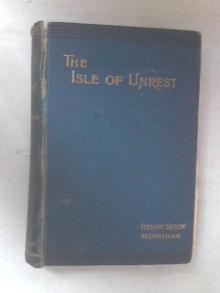 THE
ISLE OF UNREST
HENRY SETON
MERRIMAN